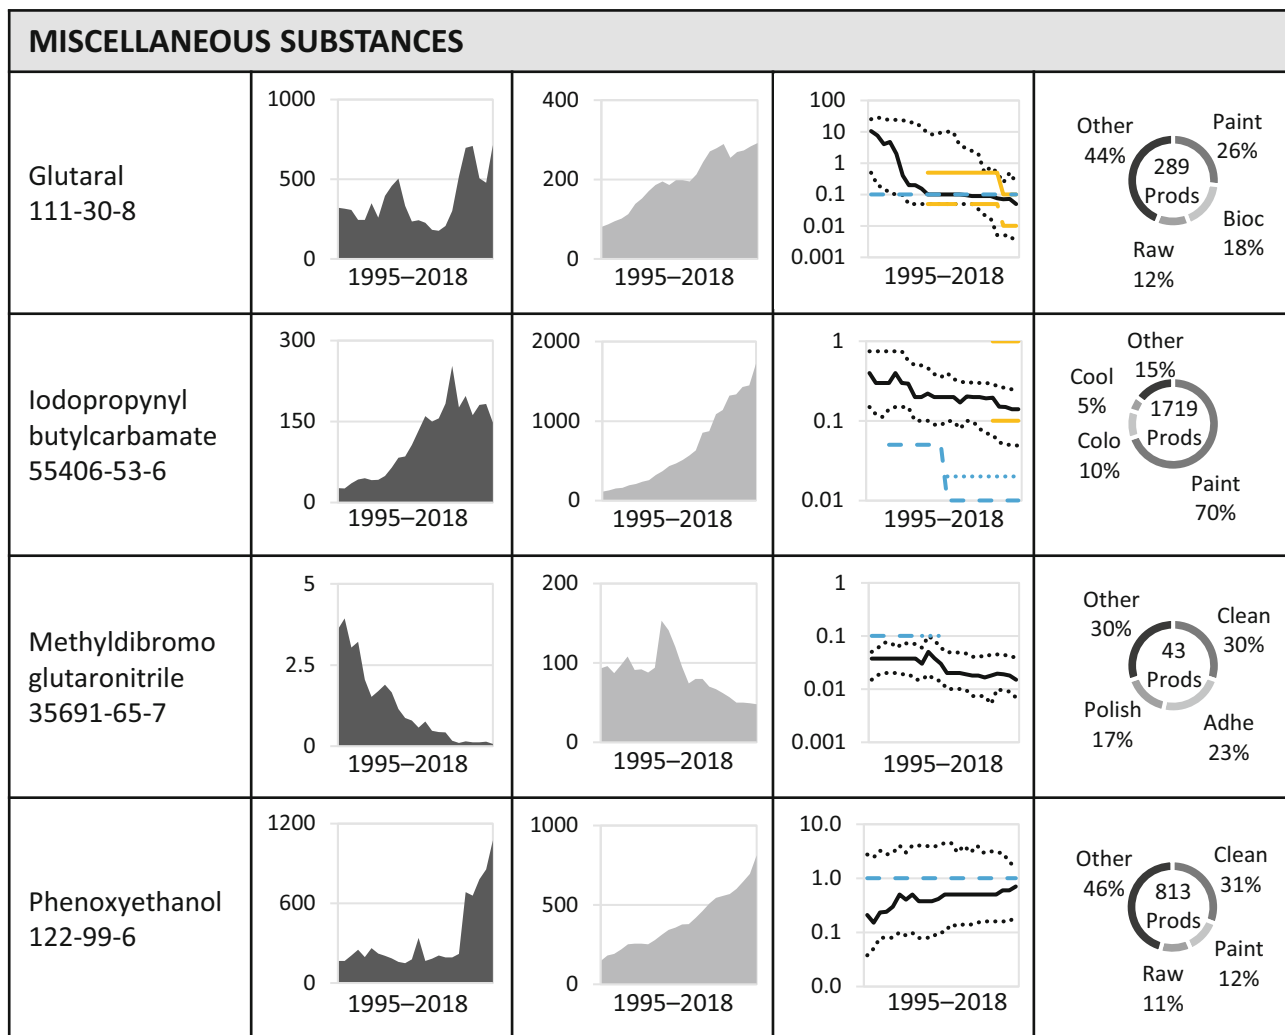 MISCELLANEOUS SUBSTANCES
Glutaral
111-30-8
1000
500
0
1995–2018
400
200
0
1995–2018
100
10
1
0.1
0.01
0.001
1995–2018
Other
44%
Paint
26%
289
Prods
Bioc
18%
Raw
12%
Iodopropynyl
butylcarbamate
55406-53-6
300
150
0
1995–2018
2000
1000
0
1995–2018
1
0.1
0.01
1995–2018
Other
15%
Cool
5%
1719
Prods
Colo
10%
Paint
70%
Methyldibromo
glutaronitrile
35691-65-7
5
2.5
0
1995–2018
200
100
0
1995–2018
1
0.1
0.01
0.001
1995–2018
Other
30%
Clean
30%
43
Prods
Polish
17%
Adhe
23%
Phenoxyethanol
122-99-6
1200
600
0
1995–2018
1000
500
0
1995–2018
10.0
1.0
0.1
0.0
1995–2018
Other
46%
Clean
31%
813
Prods
Paint
12%
Raw
11%